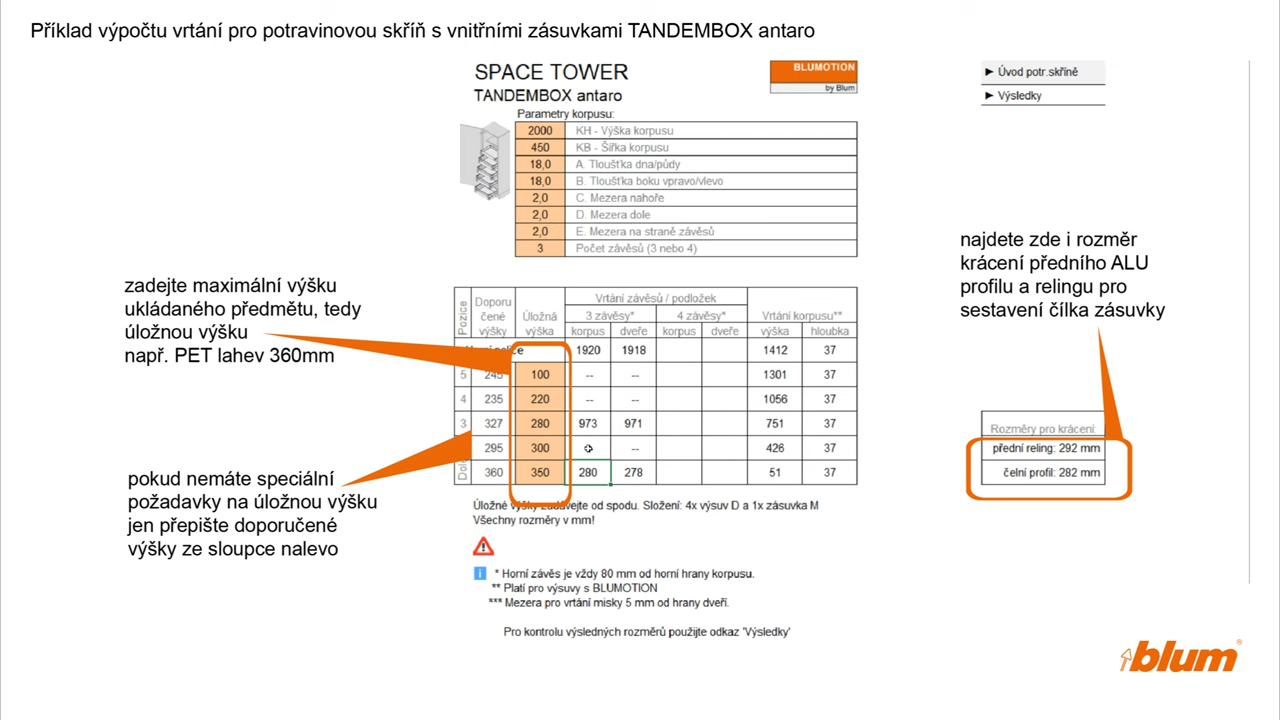 Příklad výpočtu vrtání pro potravinovou skříň s vnitřními zásuvkami TANDEMBOX antaro
SPACE TOWER
TANDEMBOX antaro
BLUMOTION
by Blum
► Úvod potr.skříně
► Výsledky
Parametry korpusu:
2000 KH - Výška korpusu
450 KB - Šířka korpusu
18,0 A. Tloušťka dna/půdy
18,0 B. Tloušťka boku vpravo/vlevo
2,0 C. Mezera nahoře
2,0 D. Mezera dole
2,0 E. Mezera na straně závěsů
3 Počet závěsů (3 nebo 4)
zadejte maximální výšku
ukládaného předmětu, tedy
úložnou výšku
např. PET lahev 360mm
pokud nemáte speciální
požadavky na úložnou výšku
jen přepište doporučené
výšky ze sloupce nalevo
najdete zde i rozměr
krácení předního ALU
profilu a relingu pro
sestavení čílka zásuvky
Pozice
Doporu
čené
výšky
Úložná
výška
Vrtání závěsů / podložek
3 závěsy* 4 závěsy*
korpus dveře korpus dveře
Vrtání korpusu**
výška hloubka
1920 1918 1412 37
5 245 100 -- -- 1301 37
4 235 220 -- -- 1056 37
3 327 280 973 971 751 37
295 300 -- 426 37
360 350 280 278 51 37
Rozměry pro krácení:
přední reling: 292 mm
čelní profil: 282 mm
Úložné výšky zadávejte od spodu. Složení: 4x výsuv D a 1x zásuvka M
Všechny rozměry v mm!
* Horní závěs je vždy 80 mm od horní hrany korpusu.
** Platí pro výsuvy s BLUMOTION
*** Mezera pro vrtání misky 5 mm od hrany dveří.
Pro kontrolu výsledných rozměrů použijte odkaz 'Výsledky'
blum®